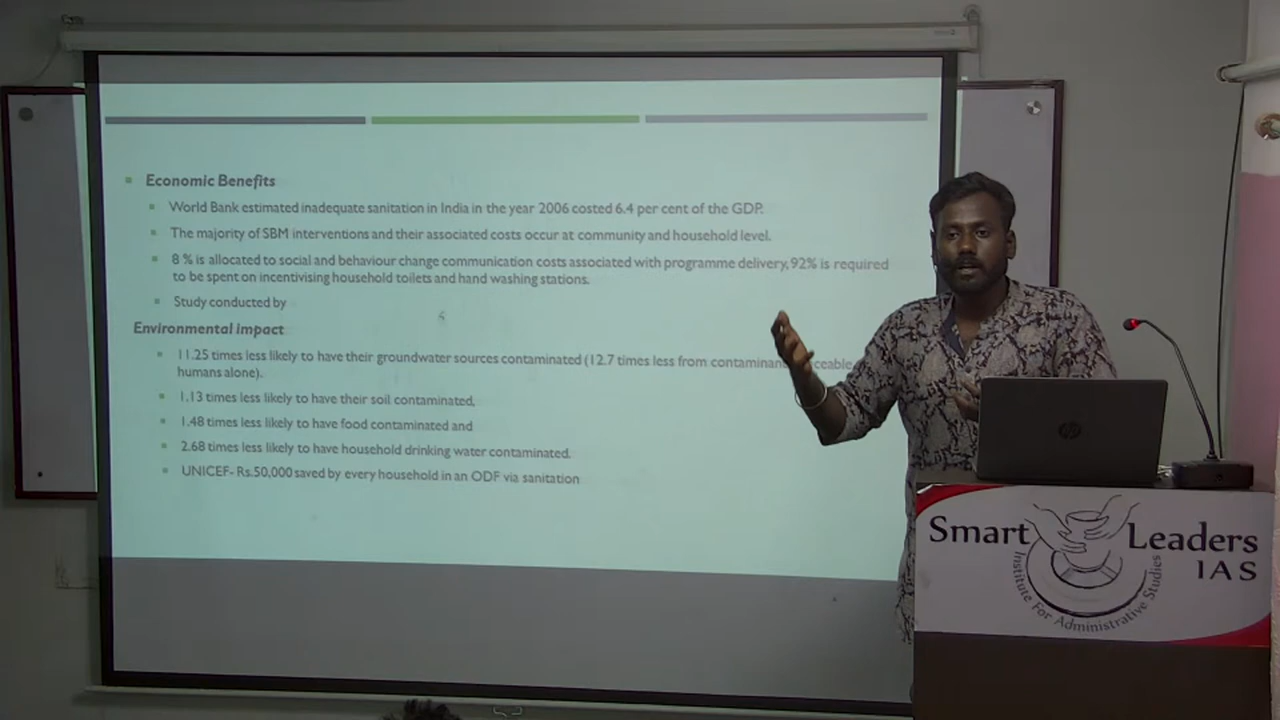 Economic Benefits
World Bank estimated inadequate sanitation in India in the year 2006 costed 6.4 per cent of the GDP.
The majority of SBM interventions and their associated costs occur at community and household level.
8 % is allocated to social and behaviour change communication costs associated with programme delivery, 92% is required
to be spent on incentivising household toilets and hand washing stations.
Study conducted by
Environmental impact
11.25 times less likely to have their groundwater sources contaminated (12.7 times less from
humans alone).
1.13 times less likely to have their soil contaminated,
1.48 times less likely to have food contaminated and
2.68 times less likely to have household drinking water contaminated.
UNICEF- Rs.50,000 saved by every household in an ODF via sanitation
hp
Smart Leaders
IAS
Institute For Administrative Studies